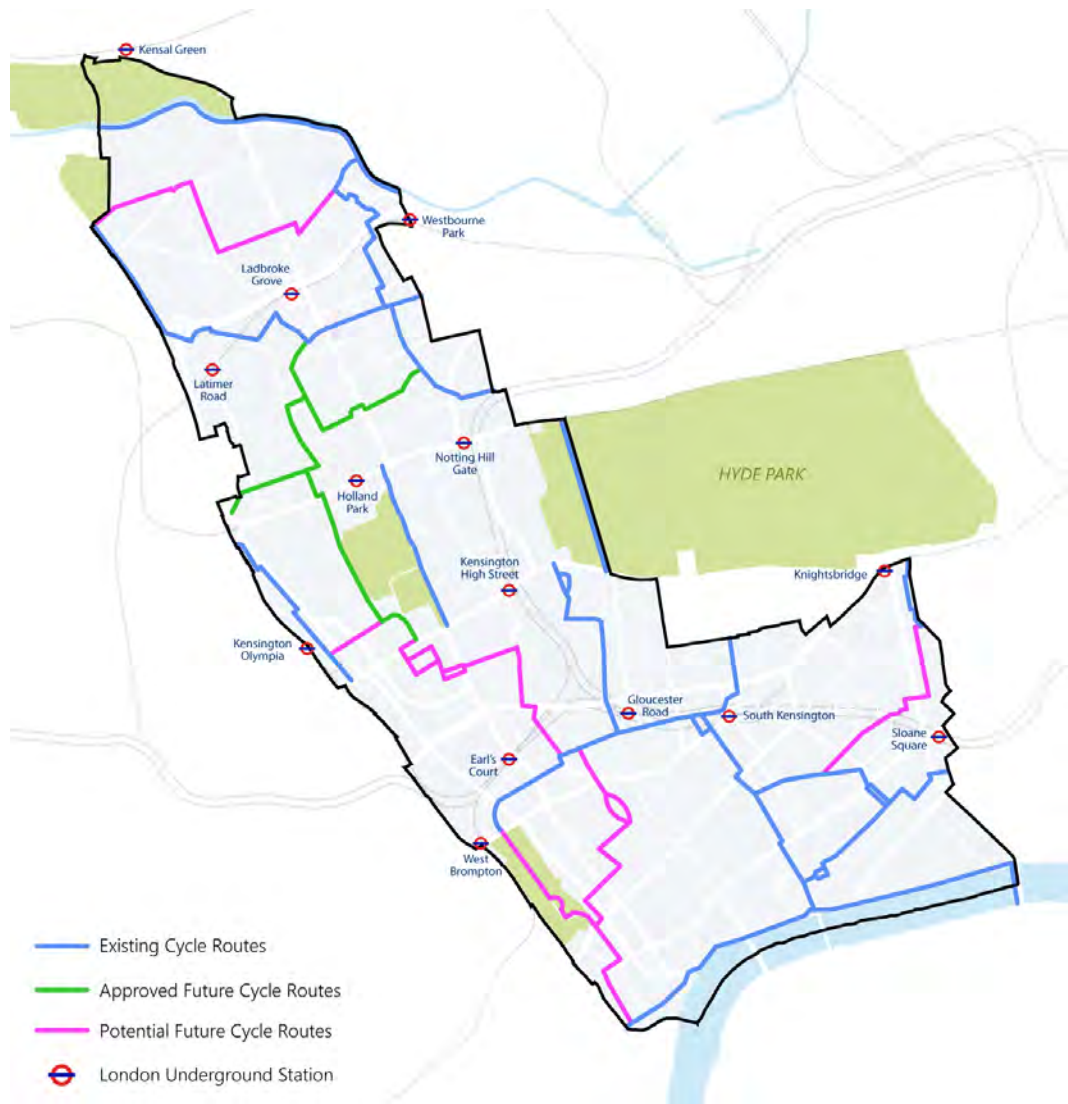 Kensal Green
Westbourne
Park
Ladbroke
Grove
Latimer
Road
Notting Hill
Gate
Holland
Park
HYDE PARK
Kensington
High Street
Knightsbridge
Kensington
Olympia
Gloucester
Road
South Kensington
Sloane
Square
Earl's
Court
West
Brompton
Existing Cycle Routes
Approved Future Cycle Routes
Potential Future Cycle Routes
London Underground Station